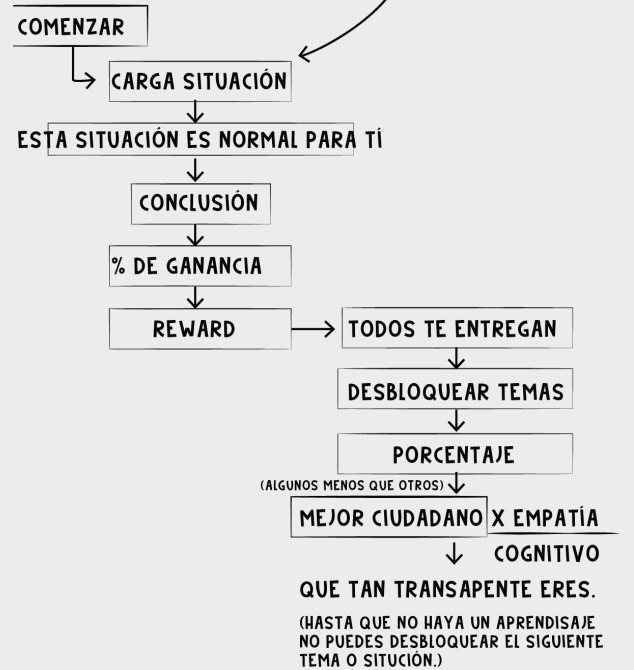 COMENZAR
CARGA SITUACIÓN
ESTA SITUACIÓN ES NORMAL PARA TÍ
CONCLUSIÓN
% DE GANANCIA
REWARD
TODOS TE ENTREGAN
DESBLOQUEAR TEMAS
PORCENTAJE
(ALGUNOS MENOS QUE OTROS)
MEJOR CIUDADANO X EMPATÍA
COGNITIVO
QUE TAN TRANSAPENTE ERES.
(HASTA QUE NO HAYA UN APRENDISAJE
NO PUEDES DESBLOQUEAR EL SIGUIENTE
TEMA O SITUCIÓN.)